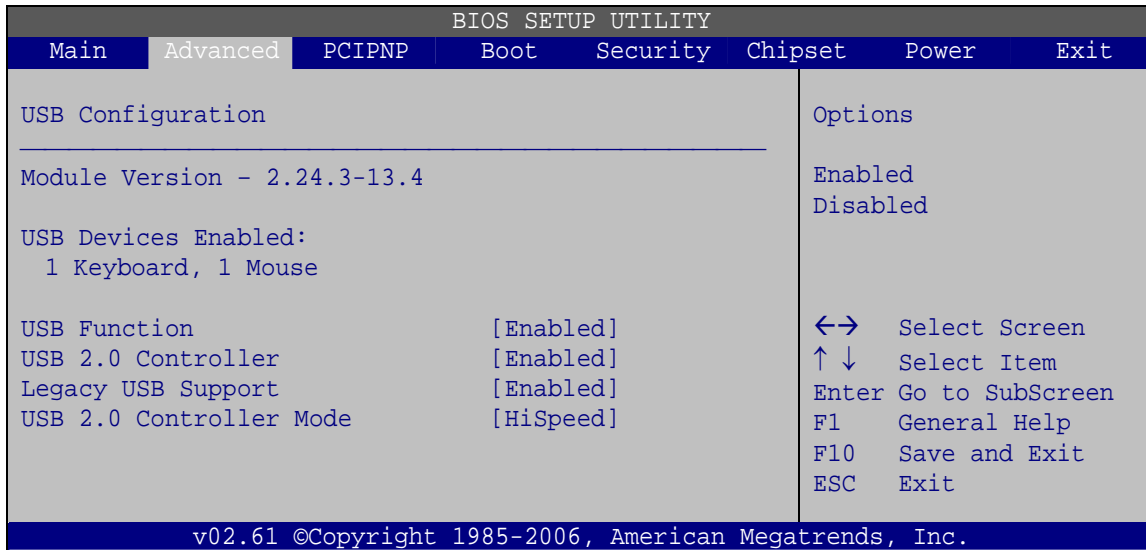 BIOS SETUP UTILITY
Main Advanced PCIPNP Boot Security Chipset Power Exit
USB Configuration
Module Version – 2.24.3-13.4
USB Devices Enabled:
1 Keyboard, 1 Mouse
USB Function [Enabled]
USB 2.0 Controller [Enabled]
Legacy USB Support [Enabled]
USB 2.0 Controller Mode [HiSpeed]
Options
Enabled
Disabled
←→ Select Screen
↑ ↓ Select Item
Enter Go to SubScreen
F1 General Help
F10 Save and Exit
ESC Exit
v02.61 ©Copyright 1985-2006, American Megatrends, Inc.